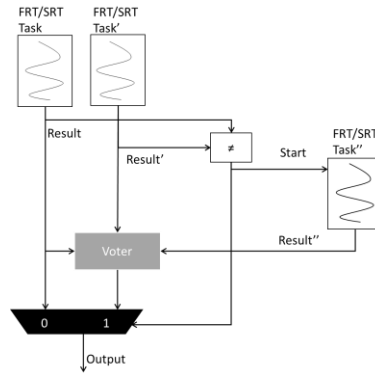 FRT/SRT
Task
FRT/SRT
Task’
Result
Result’
≠
Start
FRT/SRT
Task’’
Result’’
Voter
0
1
Output